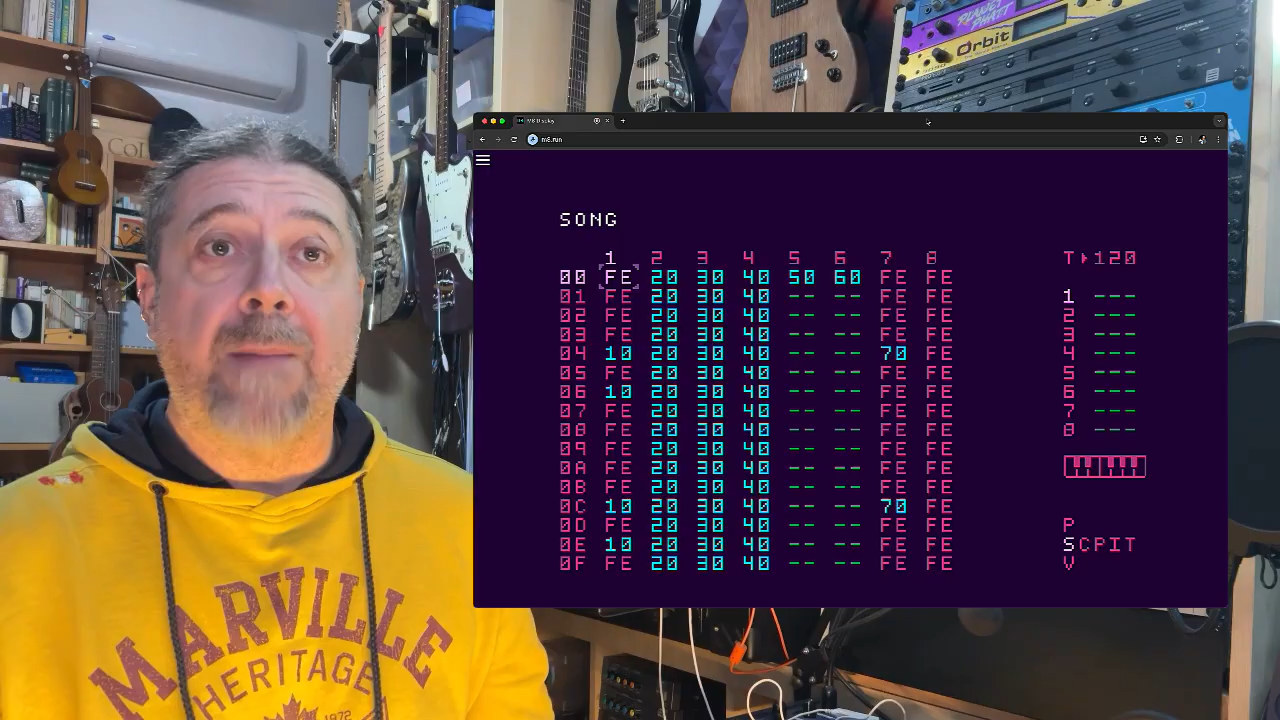 PLANET
PHATT
Orbit
Col
M8 Display
m8.run
SONG
1 2 3 4 5 6 7 8
T 120
00 FE 20 30 40 50 60 FE FE
01 FE 20 30 40 -- -- FE FE
1 ---
02 FE 20 30 40 -- -- FE FE
2 ---
03 FE 20 30 40 -- -- FE FE
3 ---
04 10 20 30 40 -- -- 70 FE
4 ---
05 FE 20 30 40 -- -- FE FE
5 ---
06 10 20 30 40 -- -- FE FE
6 ---
07 FE 20 30 40 -- -- FE FE
7 ---
08 FE 20 30 40 -- -- FE FE
8 ---
09 FE 20 30 40 -- -- FE FE
0A FE 20 30 40 -- -- FE FE
0B FE 20 30 40 -- -- FE FE
0C 10 20 30 40 -- -- 70 FE
0D FE 20 30 40 -- -- FE FE
P
0E 10 20 30 40 -- -- FE FE
SCPIT
0F FE 20 30 40 -- -- FE FE
V
MARVILLE
HERITAGE
1972